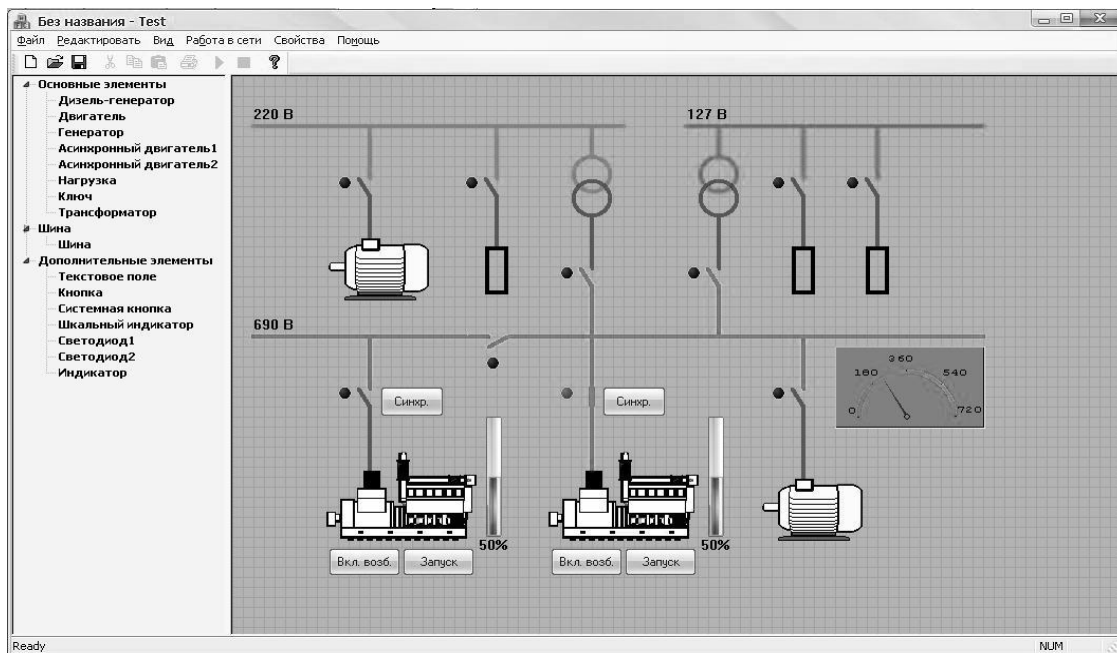 Без названия - Test
Файл Редактировать Вид Работа в сети Свойства Помощь
Основные элементы
Дизель-генератор
Двигатель
Генератор
Асинхронный двигатель1
Асинхронный двигатель2
Нагрузка
Ключ
Трансформатор
Шина
Шина
Дополнительные элементы
Текстовое поле
Кнопка
Системная кнопка
Шкальный индикатор
Светодиод1
Светодиод2
Индикатор
220 В
127 В
690 В
360
180 540
0 720
Синхр.
Синхр.
50%
50%
Вкл. возб. Запуск
Вкл. возб. Запуск
Ready NUM